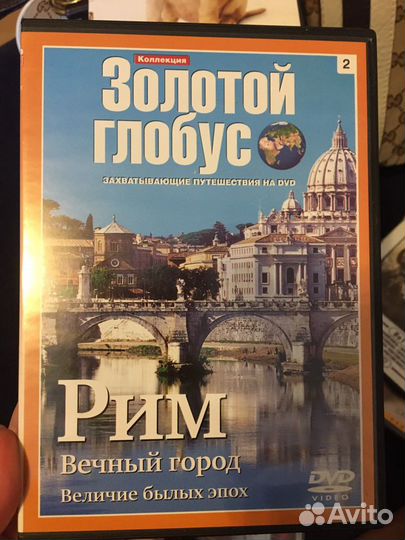 Коллекция
2
Золотой
глобус
ЗАХВАТЫВАЮЩИЕ ПУТЕШЕСТВИЯ НА DVD
Рим
Вечный город
Величие былых эпох
DVD
VIDEO
Avito